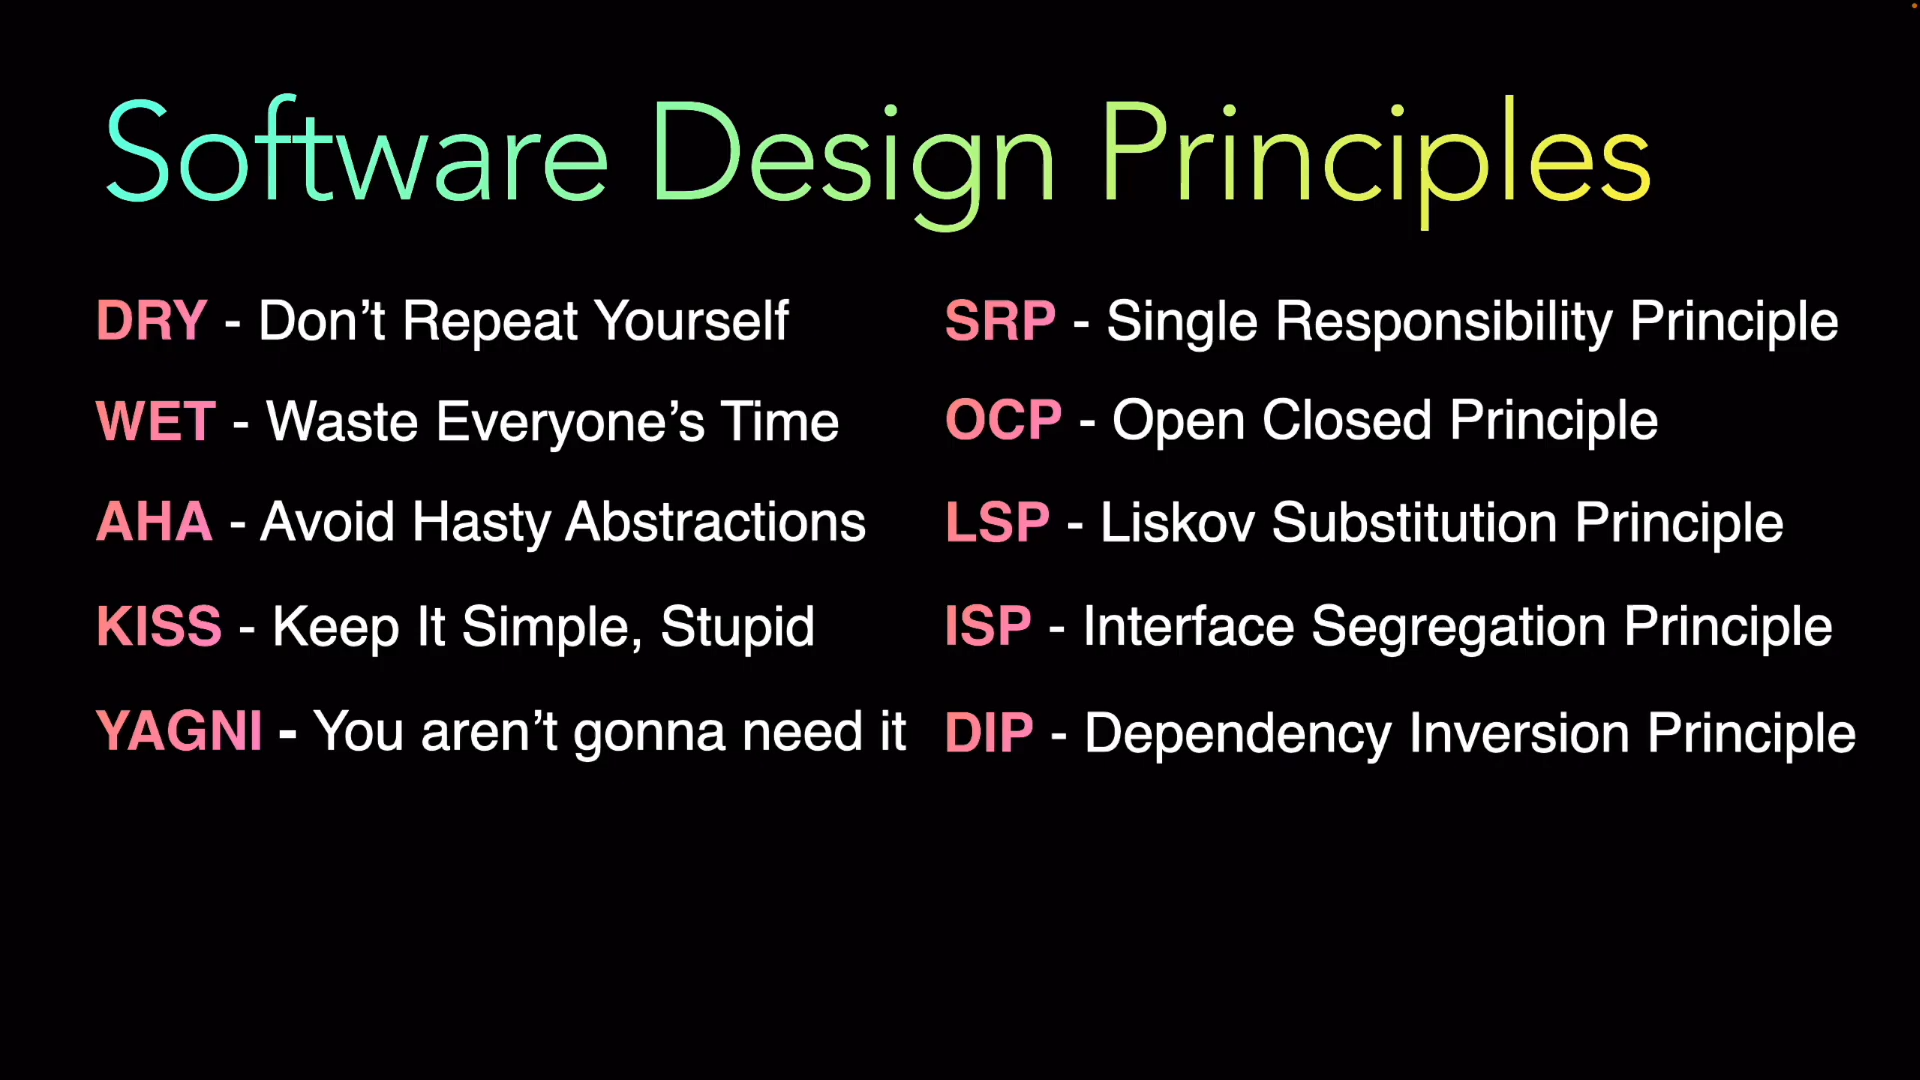 Software Design Principles
DRY - Don’t Repeat Yourself
WET - Waste Everyone’s Time
AHA - Avoid Hasty Abstractions
KISS - Keep It Simple, Stupid
YAGNI - You aren’t gonna need it
SRP - Single Responsibility Principle
OCP - Open Closed Principle
LSP - Liskov Substitution Principle
ISP - Interface Segregation Principle
DIP - Dependency Inversion Principle